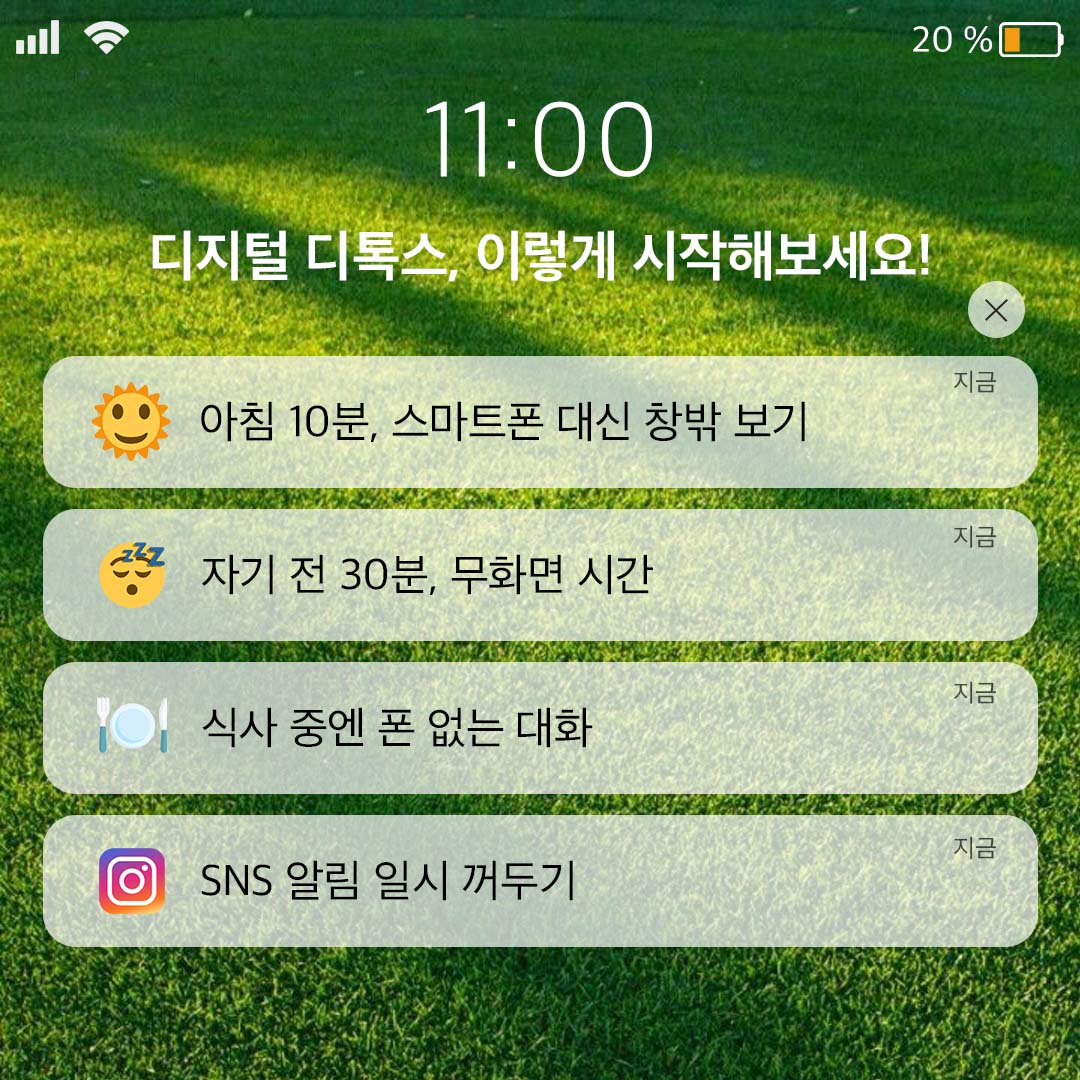 20 %
11:00
디지털 디톡스, 이렇게 시작해보세요!
지금
아침 10분, 스마트폰 대신 창밖 보기
지금
자기 전 30분, 무화면 시간
지금
식사 중엔 폰 없는 대화
지금
SNS 알림 일시 꺼두기